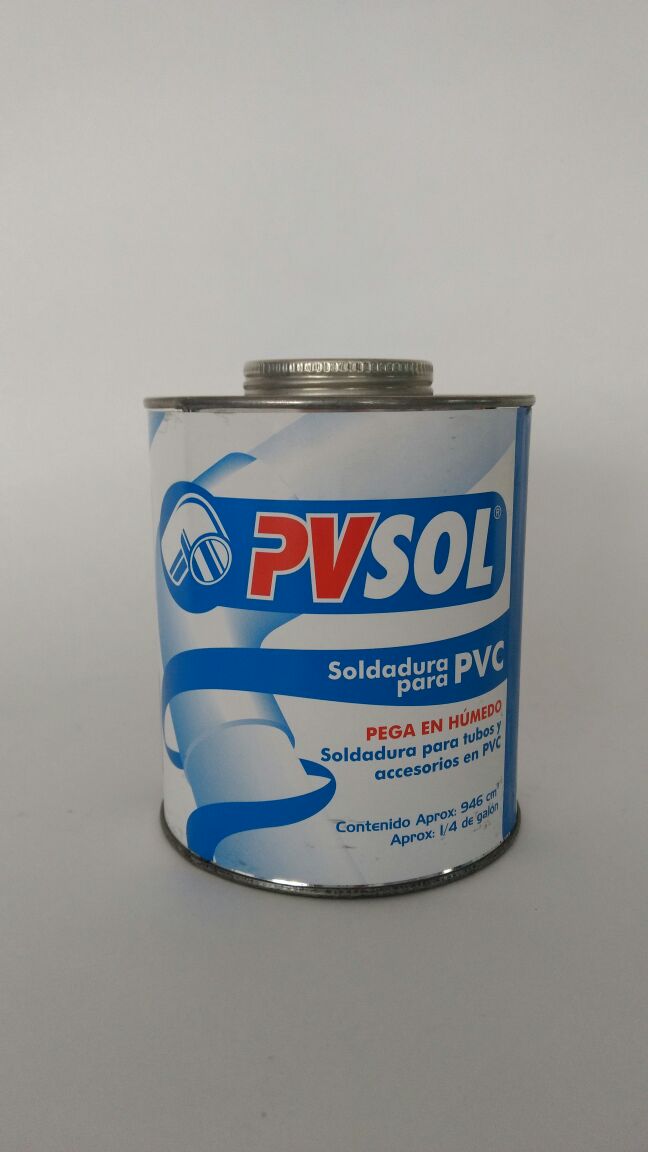 PVSOL®
Soldadura
para PVC
PEGA EN HÚMEDO
Soldadura para tubos y
accesorios en PVC
Contenido Aprox: 946 cm³
Aprox: 1/4 de galón